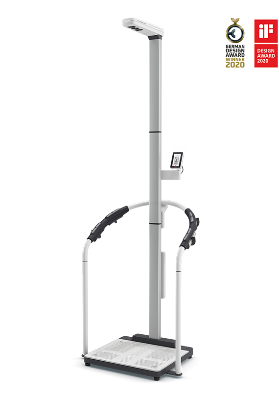 GERMAN
DESIGN
AWARD
WINNER
2020
iF
DESIGN
AWARD
2020